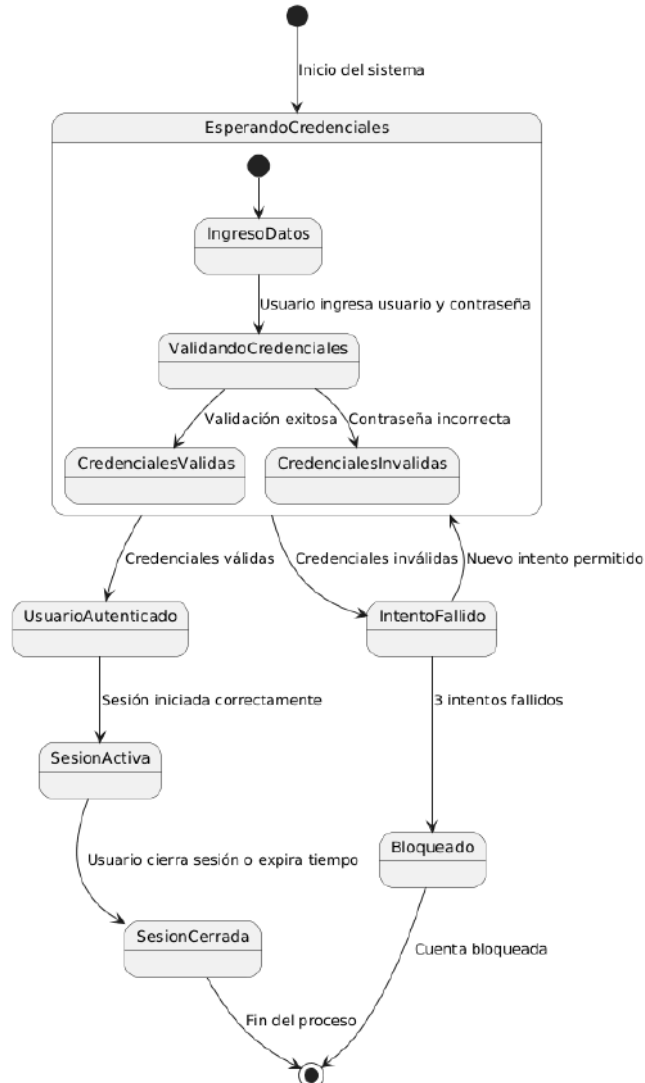 Inicio del sistema
EsperandoCredenciales
IngresoDatos
Usuario ingresa usuario y contraseña
ValidandoCredenciales
Validación exitosa
Contraseña incorrecta
CredencialesValidas
CredencialesInvalidas
Credenciales válidas
Credenciales inválidas
Nuevo intento permitido
UsuarioAutenticado
IntentoFallido
Sesión iniciada correctamente
3 intentos fallidos
SesionActiva
Bloqueado
Usuario cierra sesión o expira tiempo
SesionCerrada
Cuenta bloqueada
Fin del proceso